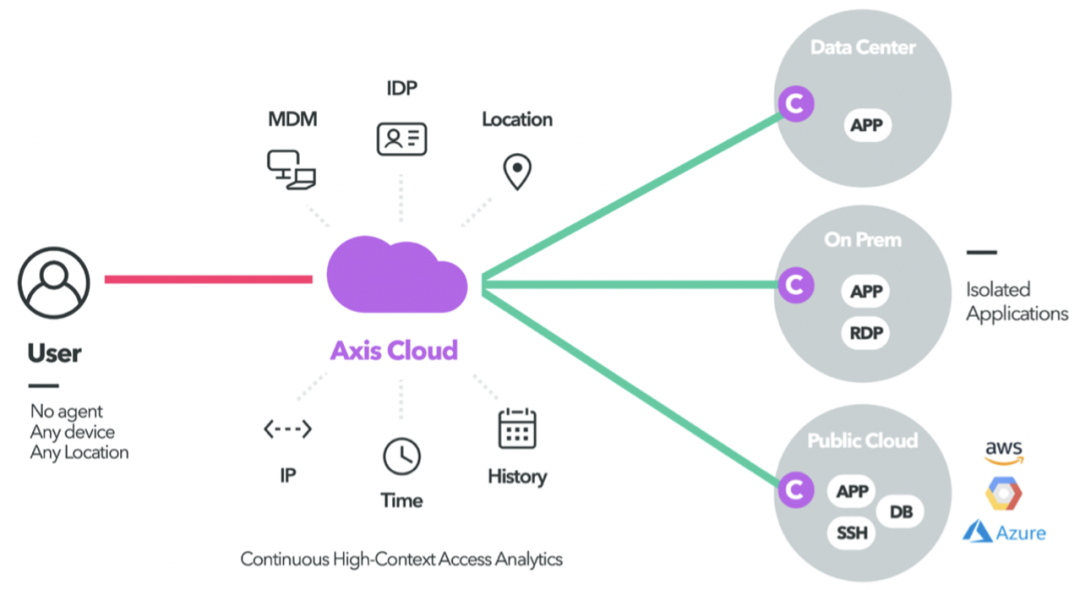 Data Center
C
APP
IDP
MDM
Location
On Prem
C
APP
RDP
Isolated
Applications
User
No agent
Any device
Any Location
Axis Cloud
IP
Time
History
Continuous High-Context Access Analytics
Public Cloud
C
APP
DB
SSH
aws
Azure